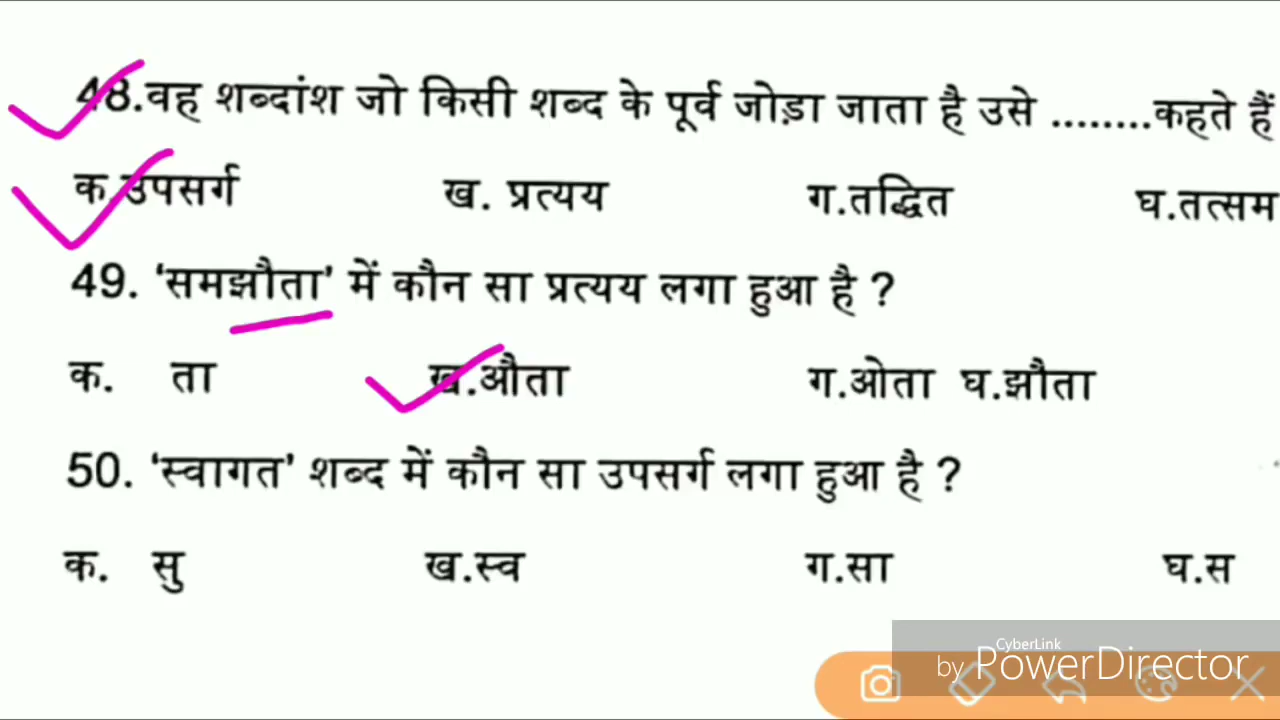 48.वह शब्दांश जो किसी शब्द के पूर्व जोड़ा जाता है उसे ........कहते हैं
क.उपसर्ग ख. प्रत्यय ग.तद्धित घ.तत्सम
49. 'समझौता' में कौन सा प्रत्यय लगा हुआ है ?
क. ता ख.औता ग.ओता घ.झौता
50. 'स्वागत' शब्द में कौन सा उपसर्ग लगा हुआ है ?
क. सु ख.स्व ग.सा घ.स
CyberLink
by PowerDirector